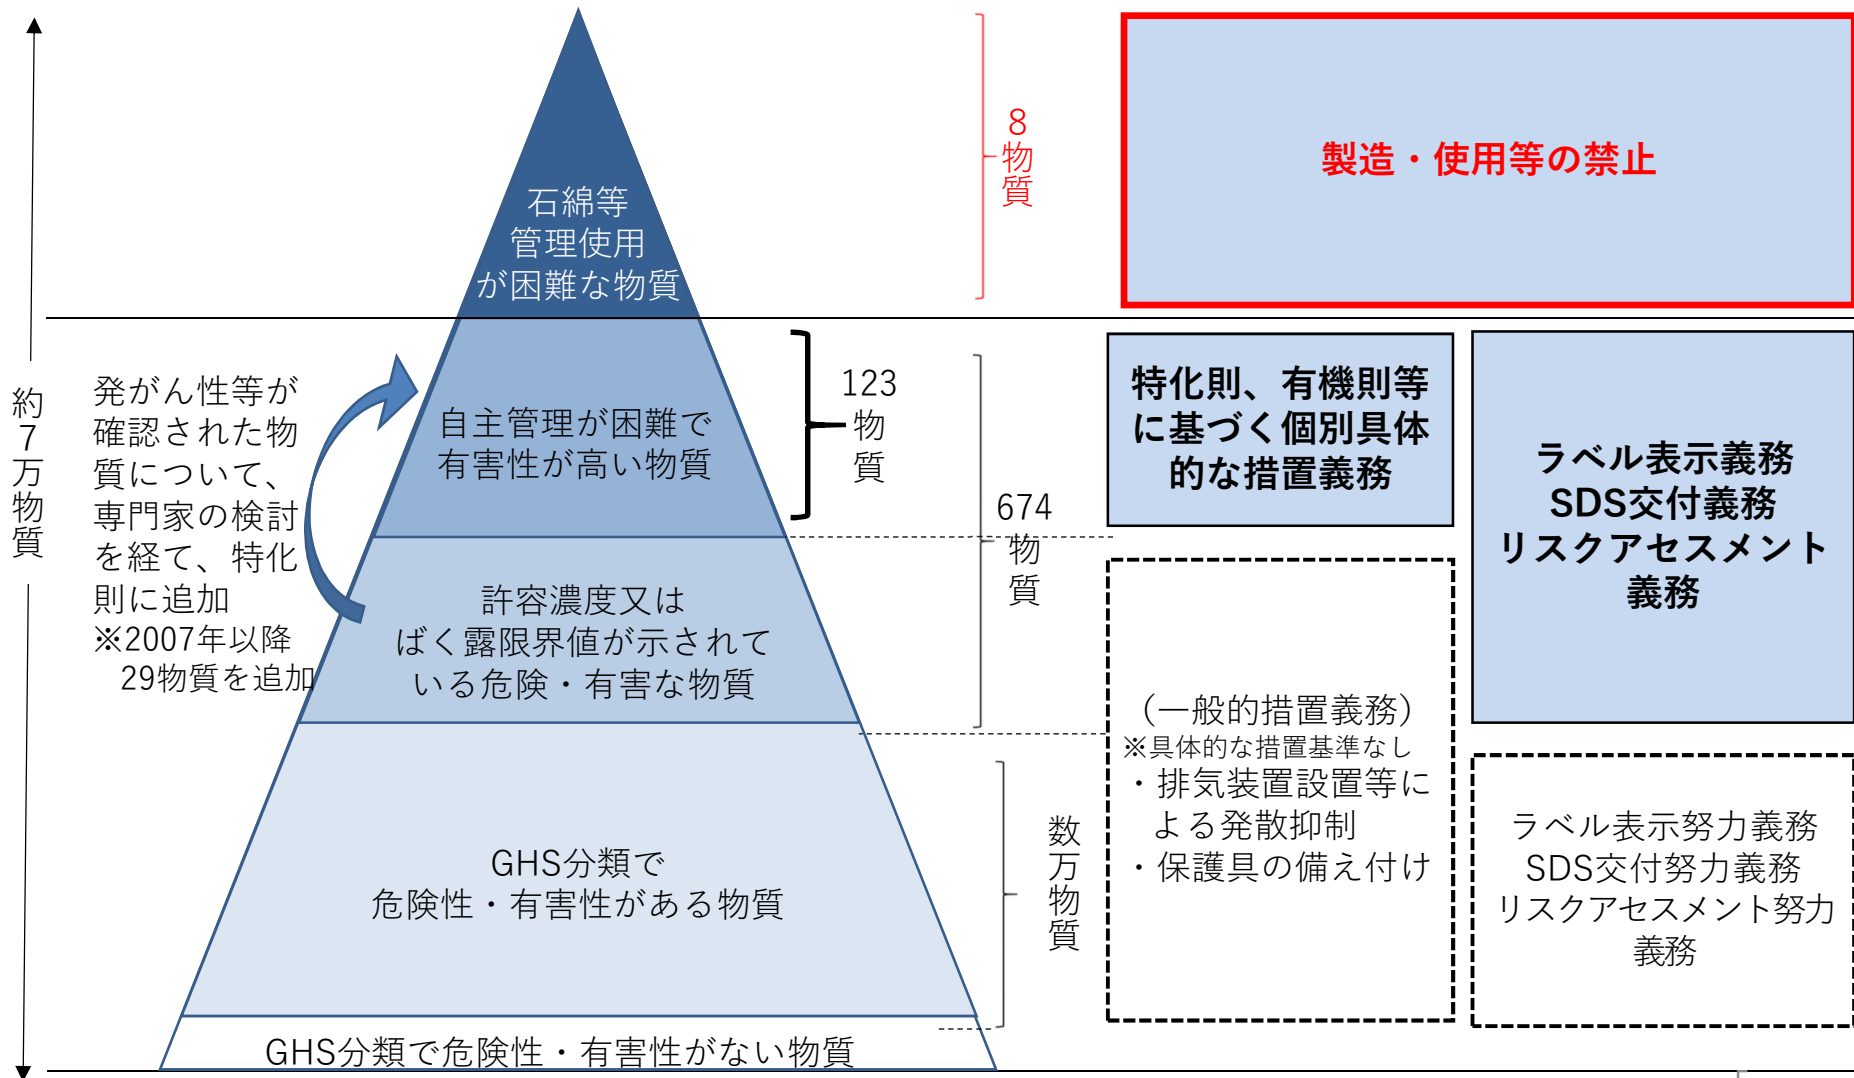 約7万物質
発がん性等が
確認された物
質について、
専門家の検討
を経て、特化
則に追加
※2007年以降
29物質を追加
石綿等
管理使用
が困難な物質
自主管理が困難で
有害性が高い物質
許容濃度又は
ばく露限界値が示されて
いる危険・有害な物質
GHS分類で
危険性・有害性がある物質
GHS分類で危険性・有害性がない物質
8物質
123物質
674物質
数万物質
製造・使用等の禁止
特化則、有機則等
に基づく個別具体
的な措置義務
（一般的措置義務）
※具体的な措置基準なし
・排気装置設置等に
よる発散抑制
・保護具の備え付け
ラベル表示義務
SDS交付義務
リスクアセスメント
義務
ラベル表示努力義務
SDS交付努力義務
リスクアセスメント努力
義務